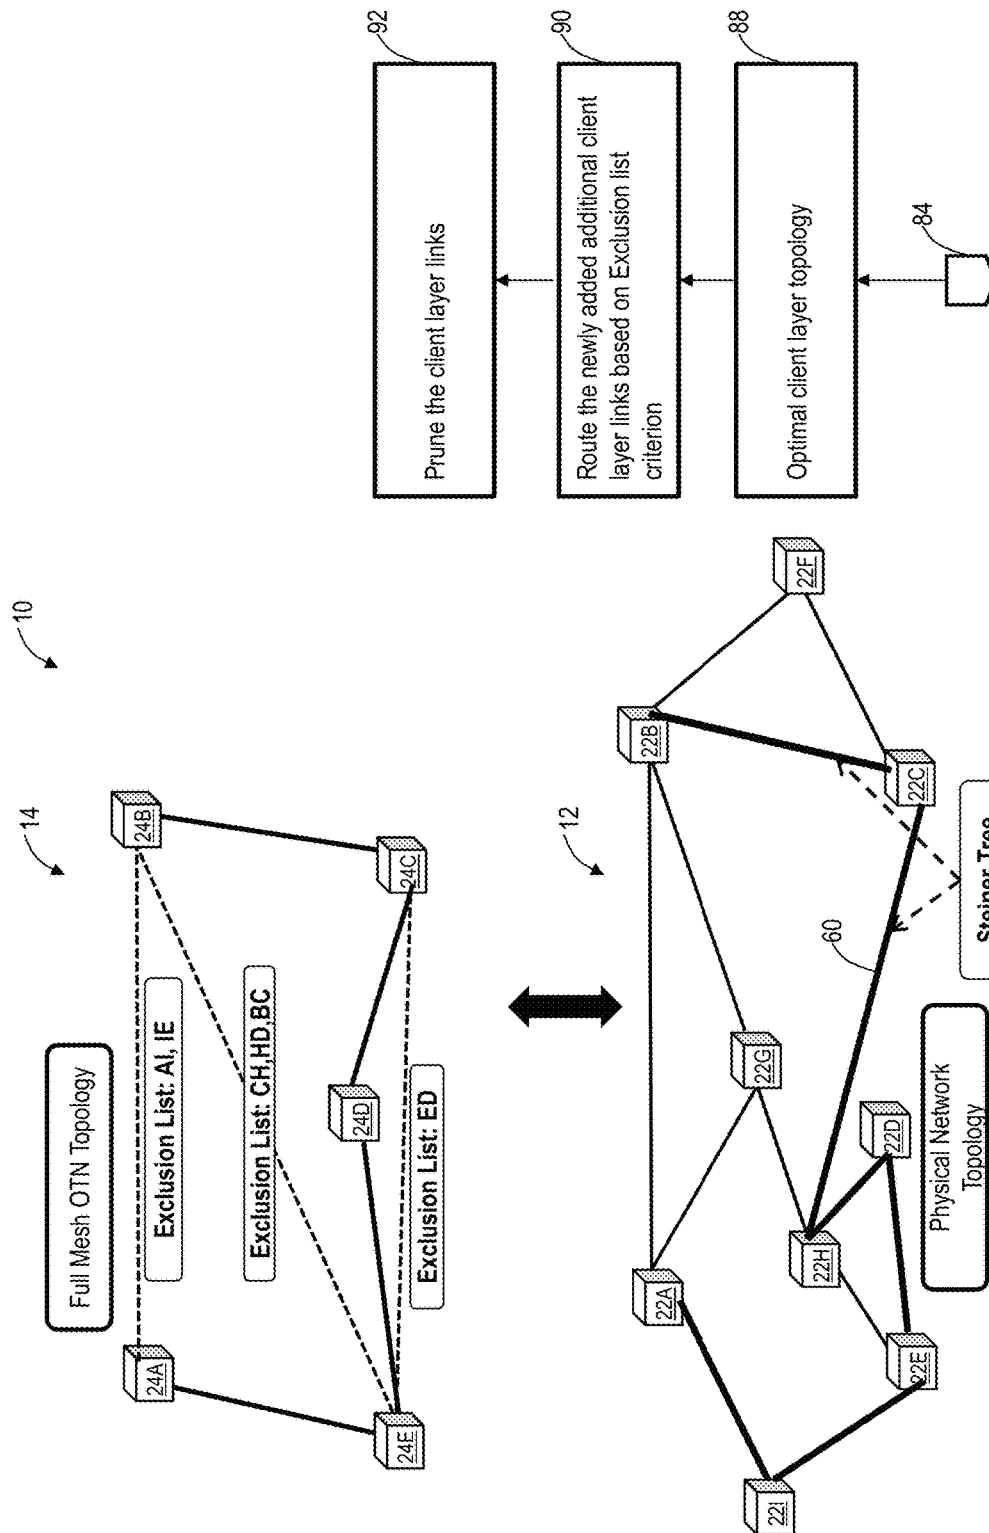 10
14
Full Mesh OTN Topology
24A
24B
Exclusion List: AI, IE
Exclusion List: CH,HD,BC
24D
Exclusion List: ED
24E
24C
12
22A
22B
22I
22G
60
22F
22H
22D
22E
22C
Physical Network
Topology
Steiner Tree
92
Prune the client layer links
90
Route the newly added additional client
layer links based on Exclusion list
criterion
88
Optimal client layer topology
84